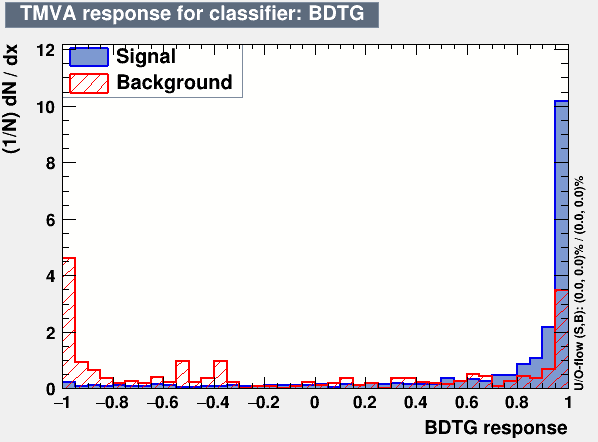 TMVA response for classifier: BDTG
(1/N) dN / dx
12
10
8
6
4
2
0
Signal
Background
−1 −0.8 −0.6 −0.4 −0.2 0 0.2 0.4 0.6 0.8 1
BDTG response
U/O-flow (S,B): (0.0, 0.0)% / (0.0, 0.0)%